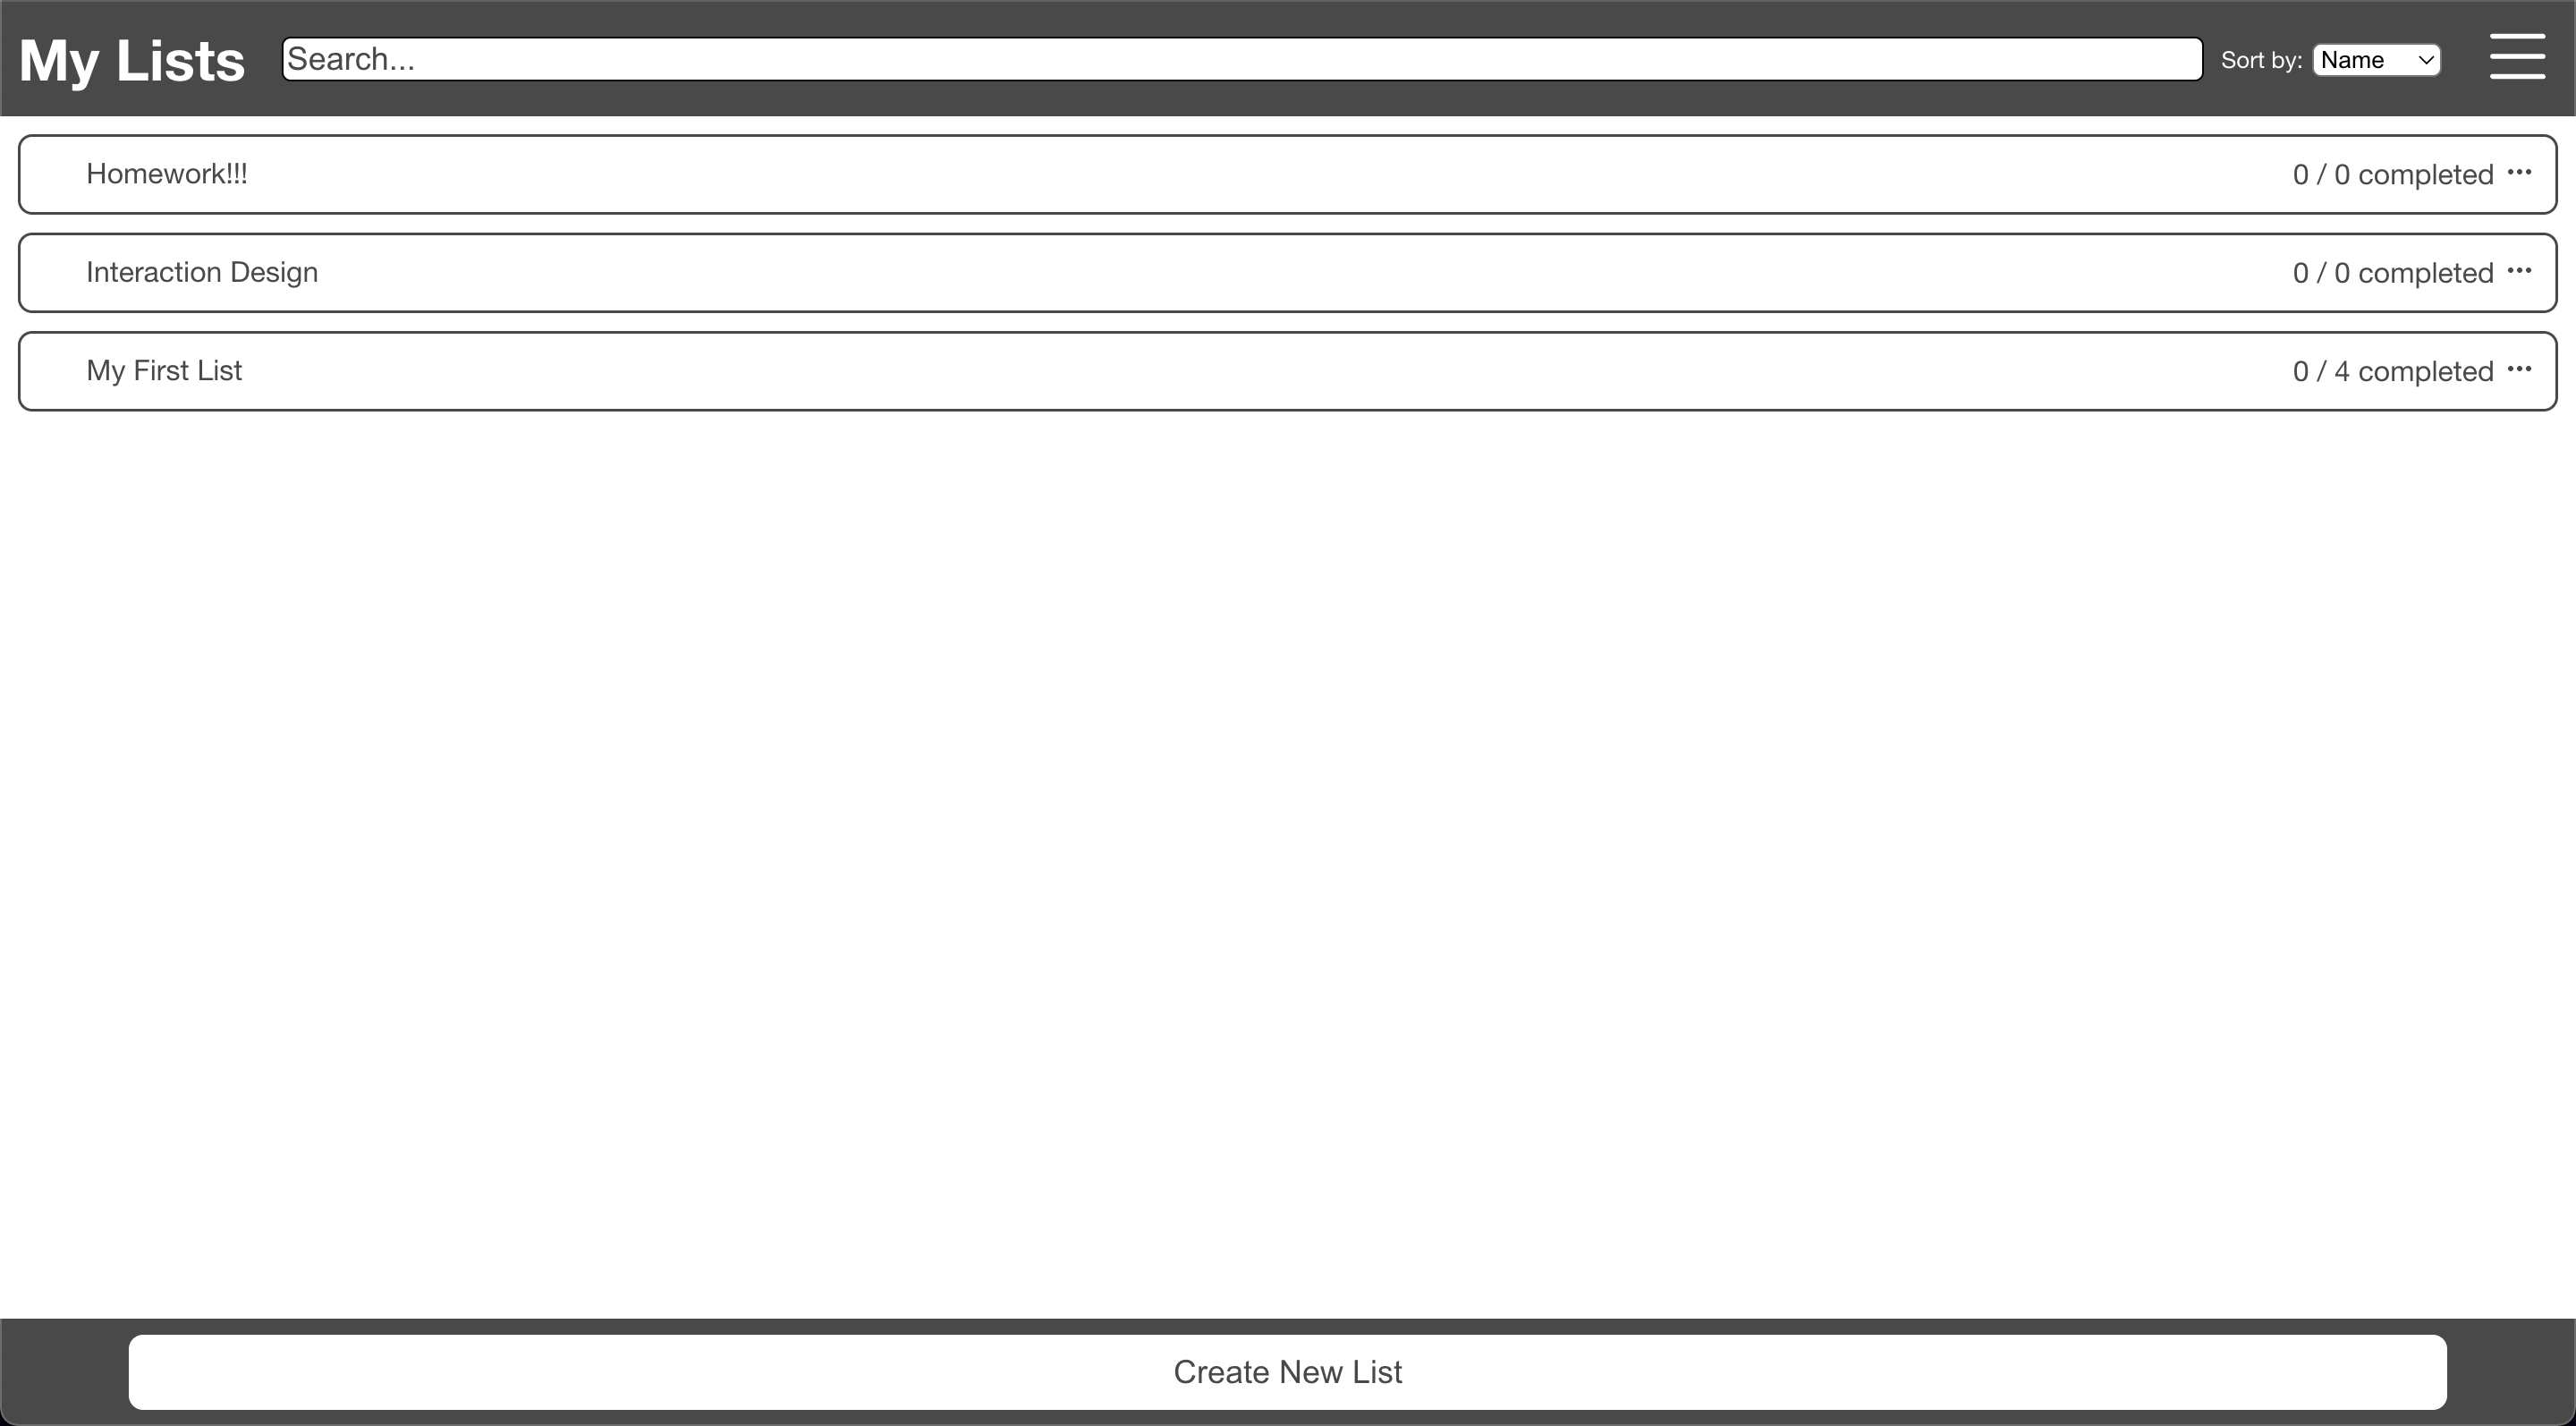 My Lists
Search...
Sort by: Name
Homework!!!
0 / 0 completed ···
Interaction Design
0 / 0 completed ···
My First List
0 / 4 completed ···
Create New List